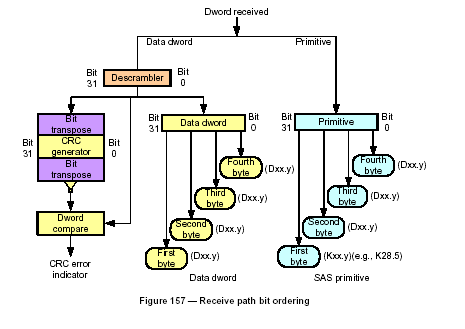 Dword received
Data dword
Primitive
Bit 31
Descrambler
Bit 0
Bit transpose
Bit 31
CRC generator
Bit 0
Bit transpose
Bit 31
Data dword
Bit 0
Bit 31
Primitive
Bit 0
Fourth byte
(Dxx.y)
Fourth byte
(Dxx.y)
Third byte
(Dxx.y)
Third byte
(Dxx.y)
Dword compare
Second byte
(Dxx.y)
Second byte
(Dxx.y)
First byte
(Dxx.y)
First byte
(Kxx.y)(e.g., K28.5)
CRC error indicator
Data dword
SAS primitive
Figure 157 — Receive path bit ordering